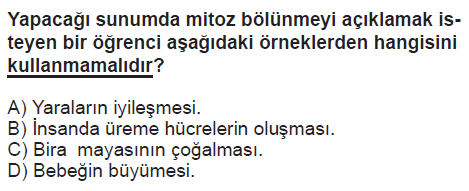 Yapacağı sunumda mitoz bölünmeyi açıklamak is-
teyen bir öğrenci aşağıdaki örneklerden hangisini
kullanmamalıdır?
A) Yaraların iyileşmesi.
B) İnsanda üreme hücrelerin oluşması.
C) Bira mayasının çoğalması.
D) Bebeğin büyümesi.